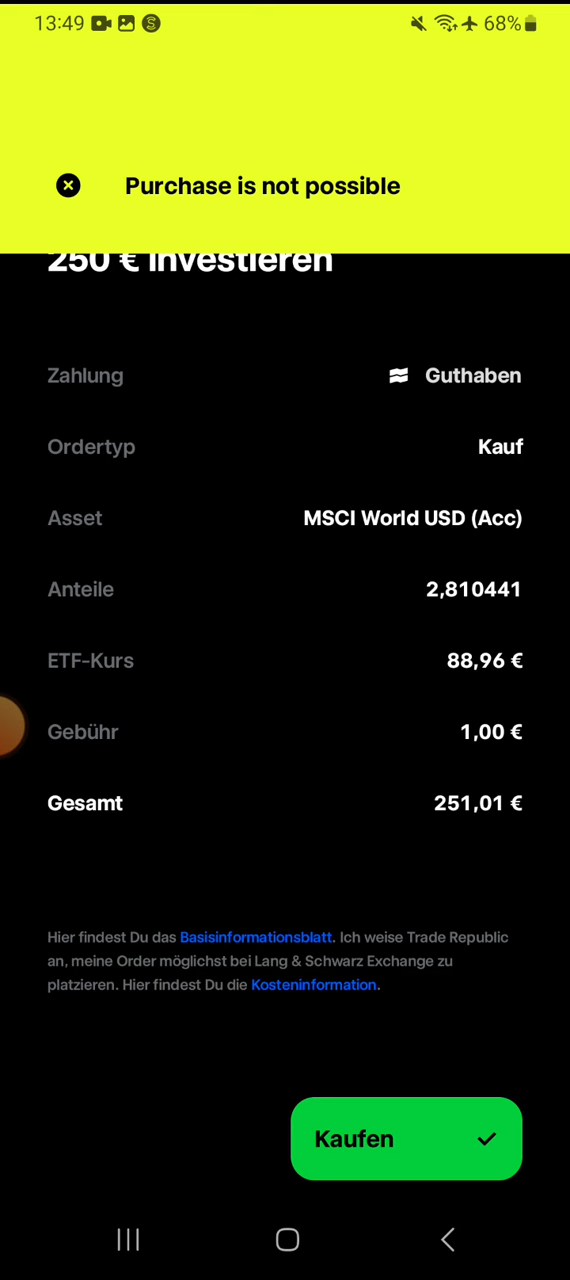 13:49 68%
Purchase is not possible
250 € investieren
Zahlung Guthaben
Ordertyp Kauf
Asset MSCI World USD (Acc)
Anteile 2,810441
ETF-Kurs 88,96 €
Gebühr 1,00 €
Gesamt 251,01 €
Hier findest Du das Basisinformationsblatt. Ich weise Trade Republic
an, meine Order möglichst bei Lang & Schwarz Exchange zu
platzieren. Hier findest Du die Kosteninformation.
Kaufen